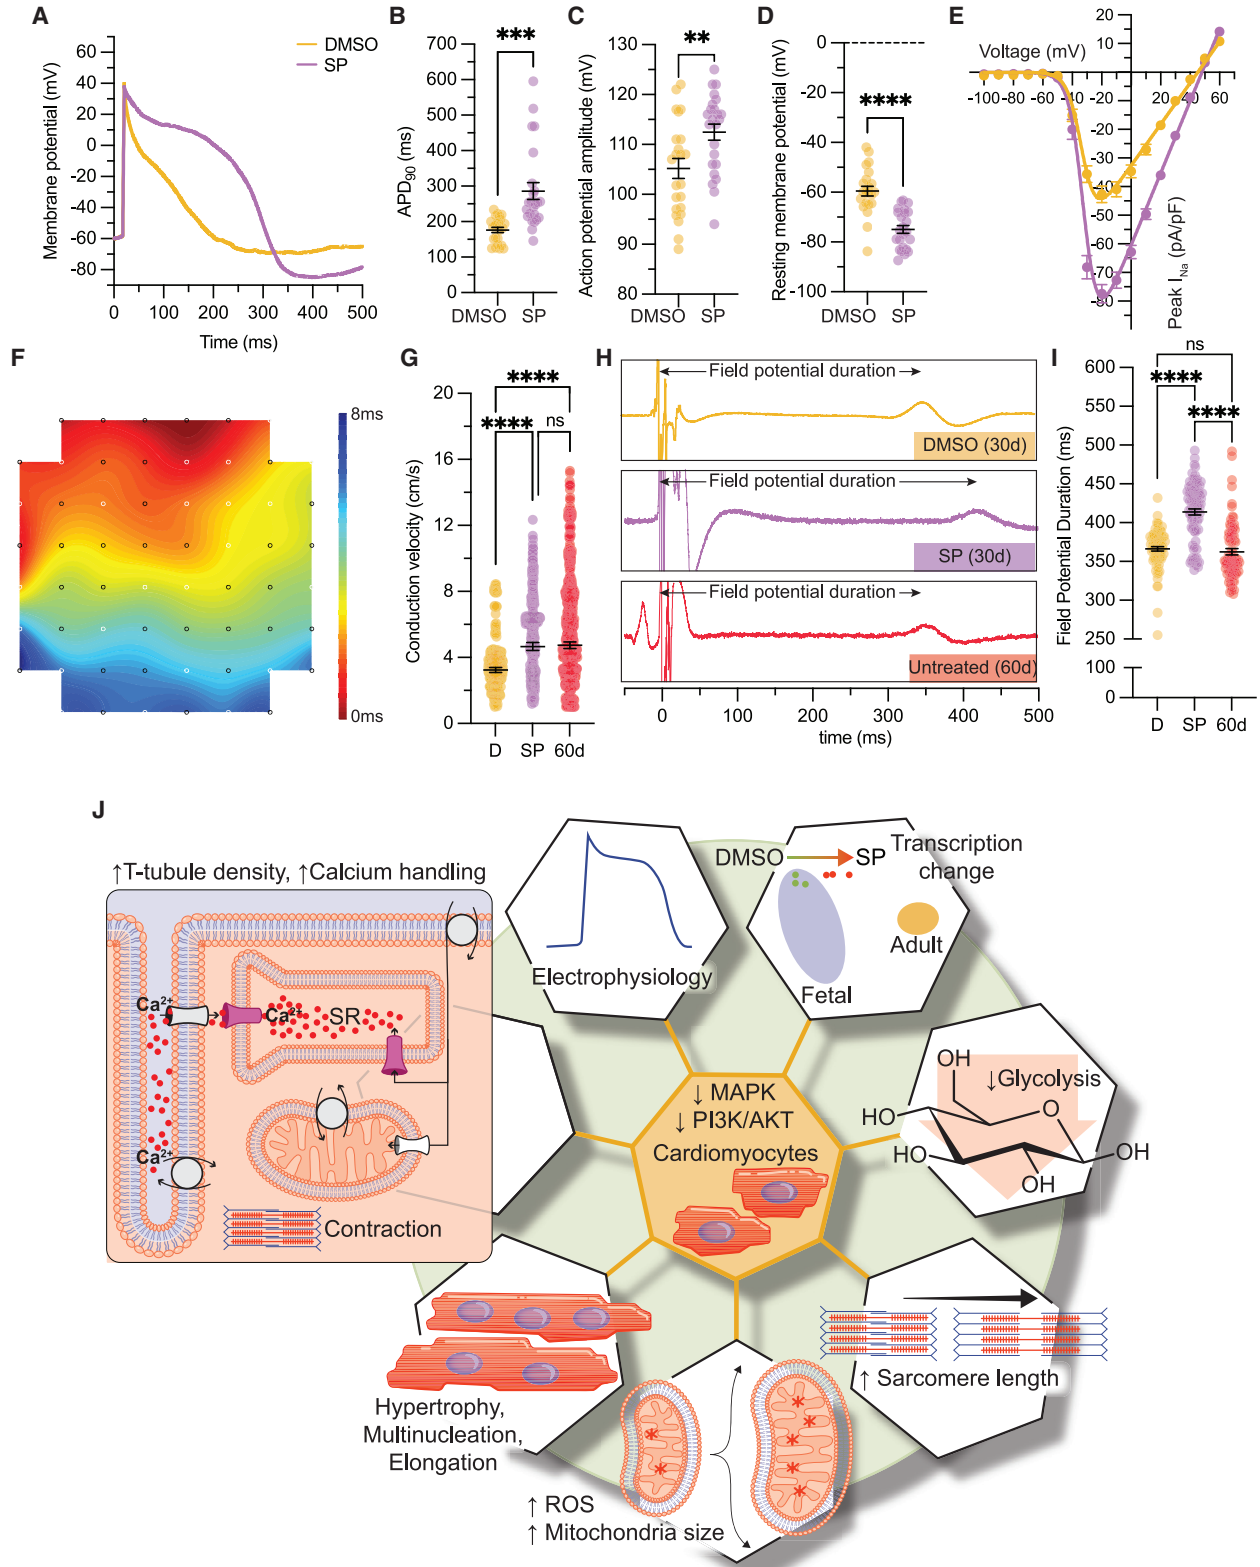 A
Membrane potential (mV)
60
40
20
0
-20
-40
-60
-80
DMSO
SP
0 100 200 300 400 500
Time (ms)
B
APD90 (ms)
700
600
500
400
300
200
100
0
***
DMSO SP
C
Action potential amplitude (mV)
130
120
110
100
90
80
**
DMSO SP
D
Resting membrane potential (mV)
0
-20
-40
-60
-80
-100
****
DMSO SP
E
Voltage (mV)
20
10
-100 -80 -60 -40 20 40 60
-20
-30
-40
-50
-60
-70
-80
Peak INa (pA/pF)
F
8ms
0ms
G
Conduction velocity (cm/s)
20
16
12
8
4
0
****
**** ns
D SP 60d
H
Field potential duration
DMSO (30d)
Field potential duration
SP (30d)
Field potential duration
Untreated (60d)
0 100 200 300 400 500
time (ms)
I
Field Potential Duration (ms)
600
550
500
450
400
350
300
250
100
0
ns
****
****
D SP 60d
J
↑T-tubule density, ↑Calcium handling
Ca2+
Ca2+
SR
Ca2+
Contraction
Electrophysiology
DMSO SP
Transcription
change
Adult
Fetal
↓Glycolysis
OH
O
HO
HO
OH
OH
↓ MAPK
↓ PI3K/AKT
Cardiomyocytes
↑ Sarcomere length
Hypertrophy,
Multinucleation,
Elongation
↑ ROS
↑ Mitochondria size